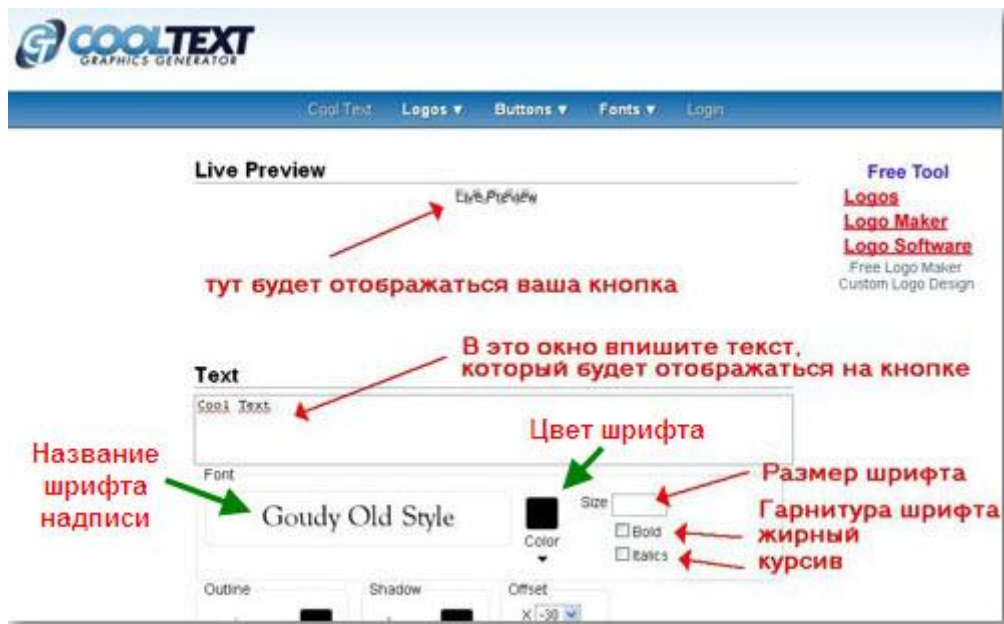 GT COOLTEXT
GRAPHICS GENERATOR
Cool Text Logos ▼ Buttons ▼ Fonts ▼ Login
Live Preview
Live Preview
тут будет отображаться ваша кнопка
Free Tool
Logos
Logo Maker
Logo Software
Free Logo Maker
Custom Logo Design
В это окно впишите текст,
который будет отображаться на кнопке
Text
Cool Text
Название
шрифта
надписи
Цвет шрифта
Font
Goudy Old Style
Color
Size
Размер шрифта
Гарнитура шрифта
Bold
жирный
Italics
курсив
Outline
Shadow
Offset
X -30